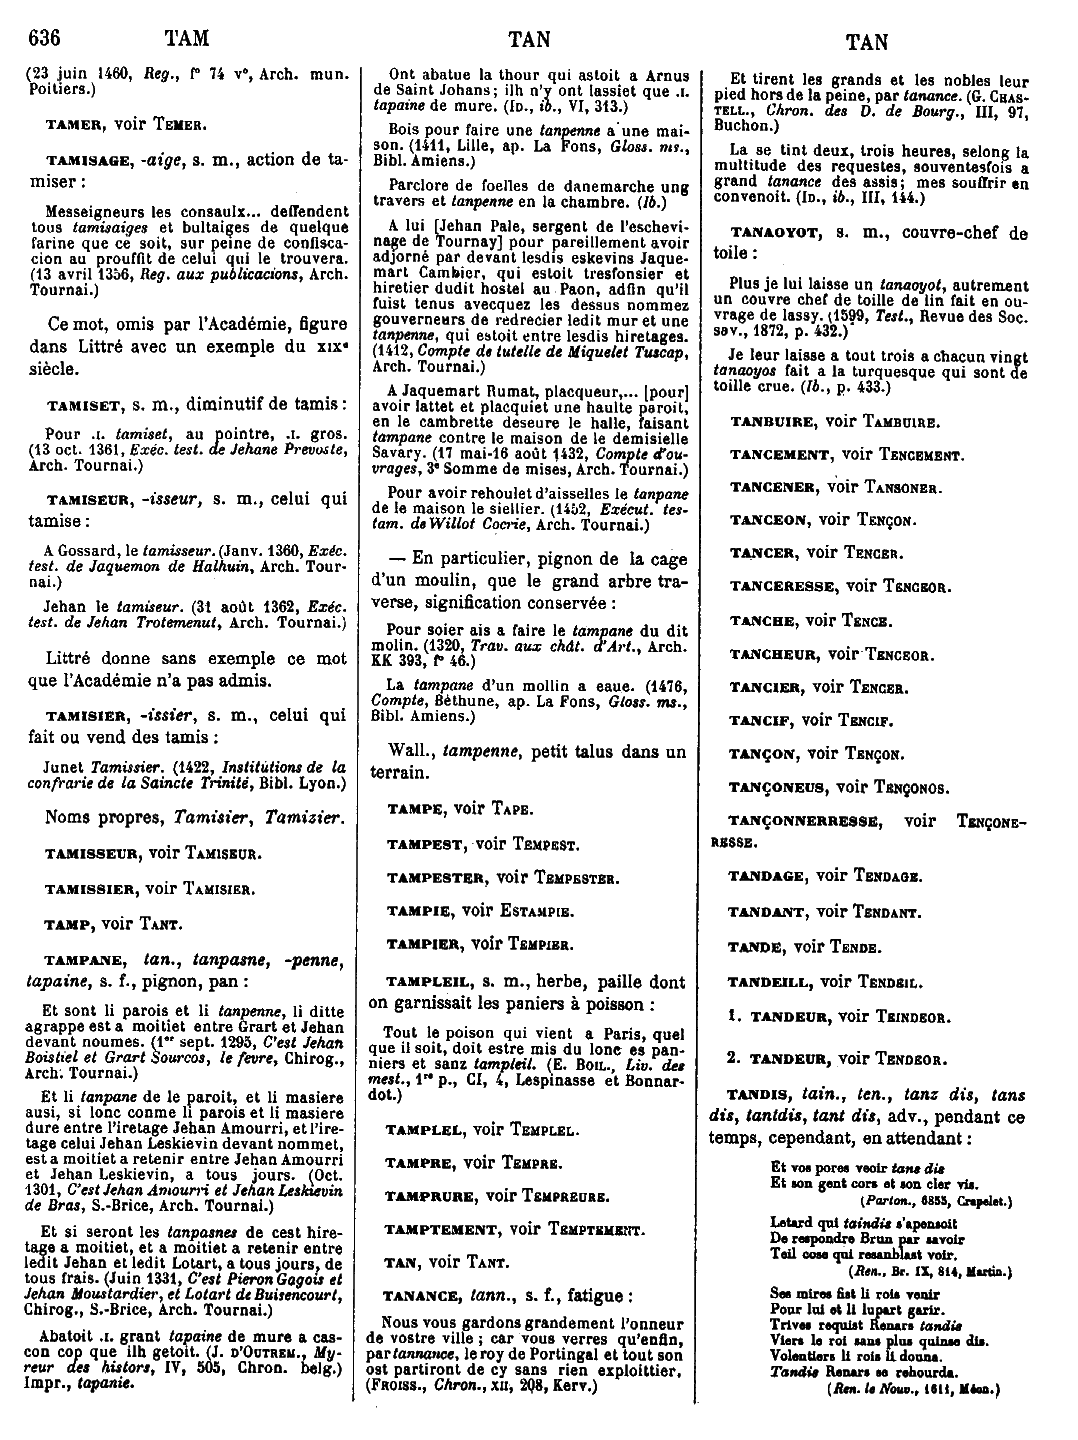 636 TAM TAN TAN
(23 juin 1460, Reg., f° 74 v°, Arch. mun.
Poitiers.)
TAMER, voir TEMER.
TAMISAGE, -aige, s. m., action de ta-
miser :
Messeigneurs les consaulx... deffendent
tous tamisaiges et bultaiges de quelque
farine que ce soit, sur peine de confisca-
cion au prouffit de celui qui le trouvera.
(13 avril 1356, Reg. aux publicacions, Arch.
Tournai.)
Ce mot, omis par l'Académie, figure
dans Littré avec un exemple du XIXe
siècle.
TAMISET, s. m., diminutif de tamis :
Pour .I. tamiset, au pointre, .I. gros.
(13 oct. 1361, Exéc. test. de Jehane Prevoste,
Arch. Tournai.)
TAMISEUR, -isseur, s. m., celui qui
tamise :
A Gossard, le tamisseur. (Janv. 1360, Exéc.
test. de Jaquemon de Halhuin, Arch. Tour-
nai.)
Jehan le tamiseur. (31 août 1362, Exéc.
test. de Jehan Trotemenut, Arch. Tournai.)
Littré donne sans exemple ce mot
que l'Académie n'a pas admis.
TAMISIER, -issier, s. m., celui qui
fait ou vend des tamis :
Junet Tamissier. (1422, Institutions de la
confrarie de la Saincte Trinité, Bibl. Lyon.)
Noms propres, Tamisier, Tamizier.
TAMISSEUR, voir TAMISEUR.
TAMISSIER, voir TAMISIER.
TAMP, voir TANT.
TAMPANE, tan., tanpasne, -penne,
tapaine, s. f., pignon, pan :
Et sont li parois et li tanpenne, li ditte
agrappe est a moitiet entre Grart et Jehan
devant noumes. (1er sept. 1295, C'est Jehan
Boistiel et Grart Sourcos, le fevre, Chirog.,
Arch. Tournai.)
Et li tanpane de le paroit, et li masiere
ausi, si lonc conme li parois et li masiere
dure entre l'iretage Jehan Amourri, et l'ire-
tage celui Jehan Leskievin devant nommet,
est a moitiet a retenir entre Jehan Amourri
et Jehan Leskievin, a tous jours. (Oct.
1301, C'est Jehan Amourri et Jehan Leskievin
de Bras, S.-Brice, Arch. Tournai.)
Et si seront les tanpasnes de cest hire-
tage a moitiet, et a moitiet a retenir entre
ledit Jehan et ledit Lotart, a tous jours, de
tous frais. (Juin 1331, C'est Pieron Gagois et
Jehan Moustardier, et Lotart de Buisencourt,
Chirog., S.-Brice, Arch. Tournai.)
Abatoit .I. grant tapaine de mure a cas-
con cop que ilh getoit. (J. D'OUTREM., My-
reur des histors, IV, 505, Chron. belg.)
Impr., tapanie.
Ont abatue la thour qui astoit a Arnus
de Saint Johans ; ilh n'y ont lassiet que .I.
tapaine de mure. (ID., ib., VI, 313.)
Bois pour faire une tanpenne a une mai-
son. (1411, Lille, ap. La Fons, Gloss. ms.,
Bibl. Amiens.)
Parclore de foelles de danemarche ung
travers et tanpenne en la chambre. (Ib.)
A lui [Jehan Pale, sergent de l'eschevi-
nage de Tournay] pour pareillement avoir
adjorné par devant lesdis eskevins Jaque-
mart Cambier, qui estoit tresfonsier et
hiretier dudit hostel au Paon, adfin qu'il
fuist tenus avecquez les dessus nommez
gouverneurs de redrecier ledit mur et une
tanpenne, qui estoit entre lesdis hiretages.
(1412, Compte de tutelle de Miquelet Tuscap,
Arch. Tournai.)
A Jaquemart Rumat, placqueur,... [pour]
avoir lattet et placquiet une haulte paroit,
en le cambrette deseure le halle, faisant
tampane contre le maison de le demisielle
Savary. (17 mai-16 août 1432, Compte d'ou-
vrages, 3e Somme de mises, Arch. Tournai.)
Pour avoir rehoulet d'aisselles le tanpane
de le maison le siellier. (1452, Exécut. tes-
tam. de Willot Cocrie, Arch. Tournai.)
— En particulier, pignon de la cage
d'un moulin, que le grand arbre tra-
verse, signification conservée :
Pour soier ais a faire le tampane du dit
molin. (1320, Trav. aux chât. d'Art., Arch.
KK 393, f° 46.)
La tampane d'un mollin a eaue. (1476,
Compte, Béthune, ap. La Fons, Gloss. ms.,
Bibl. Amiens.)
Wall., tampenne, petit talus dans un
terrain.
TAMPE, voir TAPE.
TAMPEST, voir TEMPEST.
TAMPESTER, voir TEMPESTER.
TAMPIE, voir ESTAMPIE.
TAMPIER, voir TEMPIER.
TAMPLEIL, s. m., herbe, paille dont
on garnissait les paniers à poisson :
Tout le poison qui vient a Paris, quel
que il soit, doit estre mis du lonc es pan-
niers et sanz tampleil. (E. BOIL., Liv. des
mest., 1re p., CI, 4, Lespinasse et Bonnar-
dot.)
TAMPLEL, voir TEMPLEL.
TAMPRE, voir TEMPRE.
TAMPRURE, voir TEMPREURE.
TAMPTEMENT, voir TEMPTEMENT.
TAN, voir TANT.
TANANCE, tann., s. f., fatigue :
Nous vous gardons grandement l'onneur
de vostre ville ; car vous verres qu'enfin,
par tannance, le roy de Portingal et tout son
ost partiront de cy sans rien exploittier.
(FROISS., Chron., XII, 208, Kerv.)
Et tirent les grands et les nobles leur
pied hors de la peine, par tanance. (G. CHAS-
TELL., Chron. des D. de Bourg., III, 97,
Buchon.)
La se tint deux, trois heures, selong la
multitude des requestes, souventesfois a
grand tanance des assis ; mes souffrir en
convenoit. (ID., ib., III, 144.)
TANAOYOT, s. m., couvre-chef de
toile :
Plus je lui laisse un tanaoyot, autrement
un couvre chef de toille de lin fait en ou-
vrage de lassy. (1599, Test., Revue des Soc.
sav., 1872, p. 432.)
Je leur laisse a tout trois a chacun vingt
tanaoyos fait a la turquesque qui sont de
toille crue. (Ib., p. 433.)
TANBUIRE, voir TAMBUIRE.
TANCEMENT, voir TENCEMENT.
TANCENER, voir TANSONER.
TANCEON, voir TENÇON.
TANCER, voir TENCER.
TANCERESSE, voir TENCEOR.
TANCHE, voir TENCE.
TANCHEUR, voir TENCEOR.
TANCIER, voir TENCER.
TANCIF, voir TENCIF.
TANÇON, voir TENÇON.
TANÇONEUS, voir TENÇONOS.
TANÇONNERRESSE, voir TENÇONE-
RESSE.
TANDAGE, voir TENDAGE.
TANDANT, voir TENDANT.
TANDE, voir TENDE.
TANDEILL, voir TENDEIL.
1. TANDEUR, voir TEINDEOR.
2. TANDEUR, voir TENDEOR.
TANDIS, tain., ten., tanz dis, tans
dis, tantdis, tant dis, adv., pendant ce
temps, cependant, en attendant :
Et vos pores veoir tans dis
Et son gent cors et son cler vis.
(Parton., 6855, Crapelet.)
Letard qui taindis s'apensoit
De respondre Brun par savoir
Teil cose qui resanblast voir.
(Ren., Br. IX, 814, Martin.)
Ses mires fist li rois venir
Pour lui et li lupart garir.
Trives requist Renars tandis
Viers le roi sans plus quinse dis.
Volentiers li rois li donna.
Tandis Renars se rehourda.
(Ren. le Nouv., 1611, Méon.)